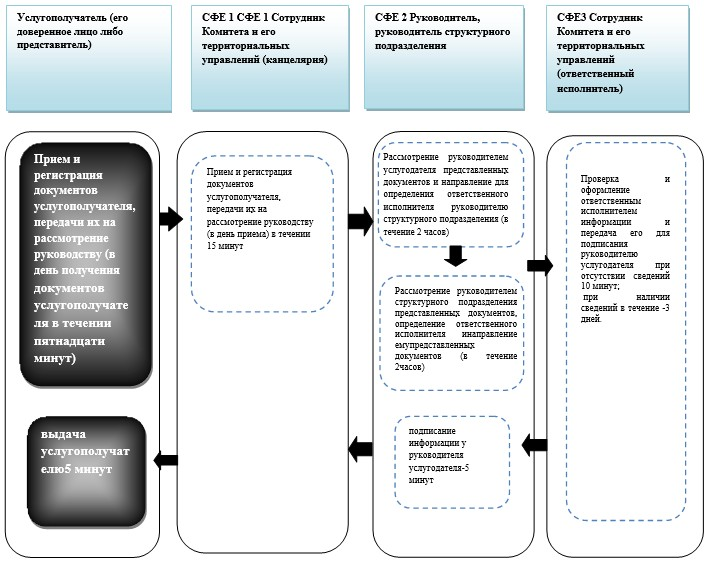 Услугополучатель (его
доверенное лицо либо
представитель)
СФЕ 1 СФЕ 1 Сотрудник
Комитета и его
территориальных
управлений (канцелярия)
СФЕ 2 Руководитель,
руководитель структурного
подразделения
СФЕ3 Сотрудник
Комитета и его
территориальных
управлений
(ответственный
исполнитель)
Прием и
регистрация
документов
услугополучателя,
передачи их на
рассмотрение
руководству (в
день получения
документов
услугополучате
ля в течении
пятнадцати
минут)
Прием и регистрация
документов
услугополучателя,
передачи их на
рассмотрение руководству
(в день приема) в течении
15 минут
Рассмотрение руководителем
услугодателя представленных
документов и направление для
определения ответственного
исполнителя руководителю
структурного подразделения (в
течение 2 часов)
Рассмотрение руководителем
структурного подразделения
представленных документов,
определение ответственного
исполнителя инаправление
емупредставленных
документов (в течение
2часов)
Проверка и
оформление
ответственным
исполнителем
информации и
передача его для
подписания
руководителю
услугодателя при
отсутствии сведений
10 минут;
при наличии
сведений в течение -3
дней.
выдача
услугополучат
елю5 минут
подписание
информации у
руководителя
услугодателя-5
минут